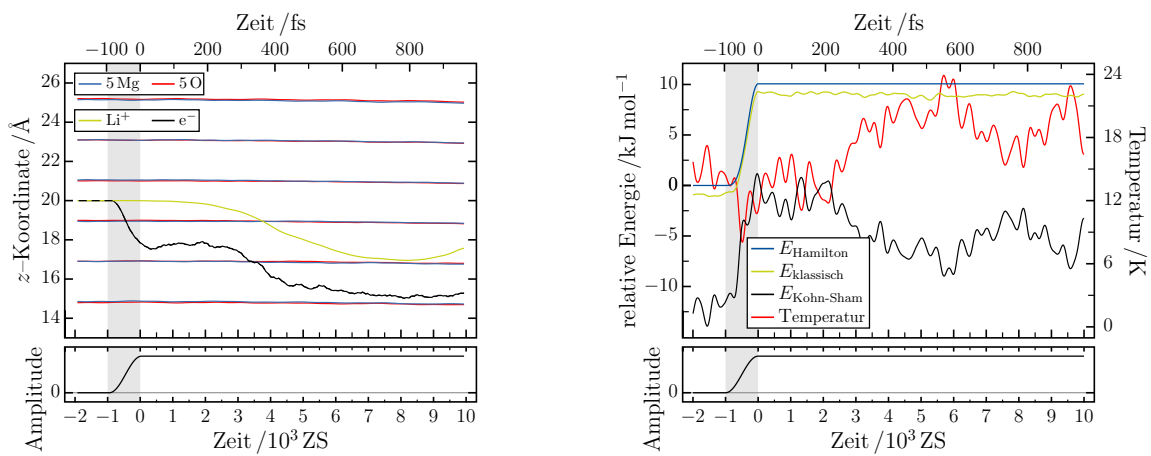 Zeit /fs
−100 0 200 400 600 800
26
24
22
20
18
16
14
z–Koordinate /Å
5 Mg 5 O
Li⁺ e⁻
Amplitude
0
−2 −1 0 1 2 3 4 5 6 7 8 9 10
Zeit /10³ ZS
Zeit /fs
−100 0 200 400 600 800
10
5
0
−5
−10
relative Energie /kJ mol⁻¹
24
18
12
6
0
Temperatur /K
E_Hamilton
E_klassisch
E_Kohn-Sham
Temperatur
Amplitude
0
−2 −1 0 1 2 3 4 5 6 7 8 9 10
Zeit /10³ ZS